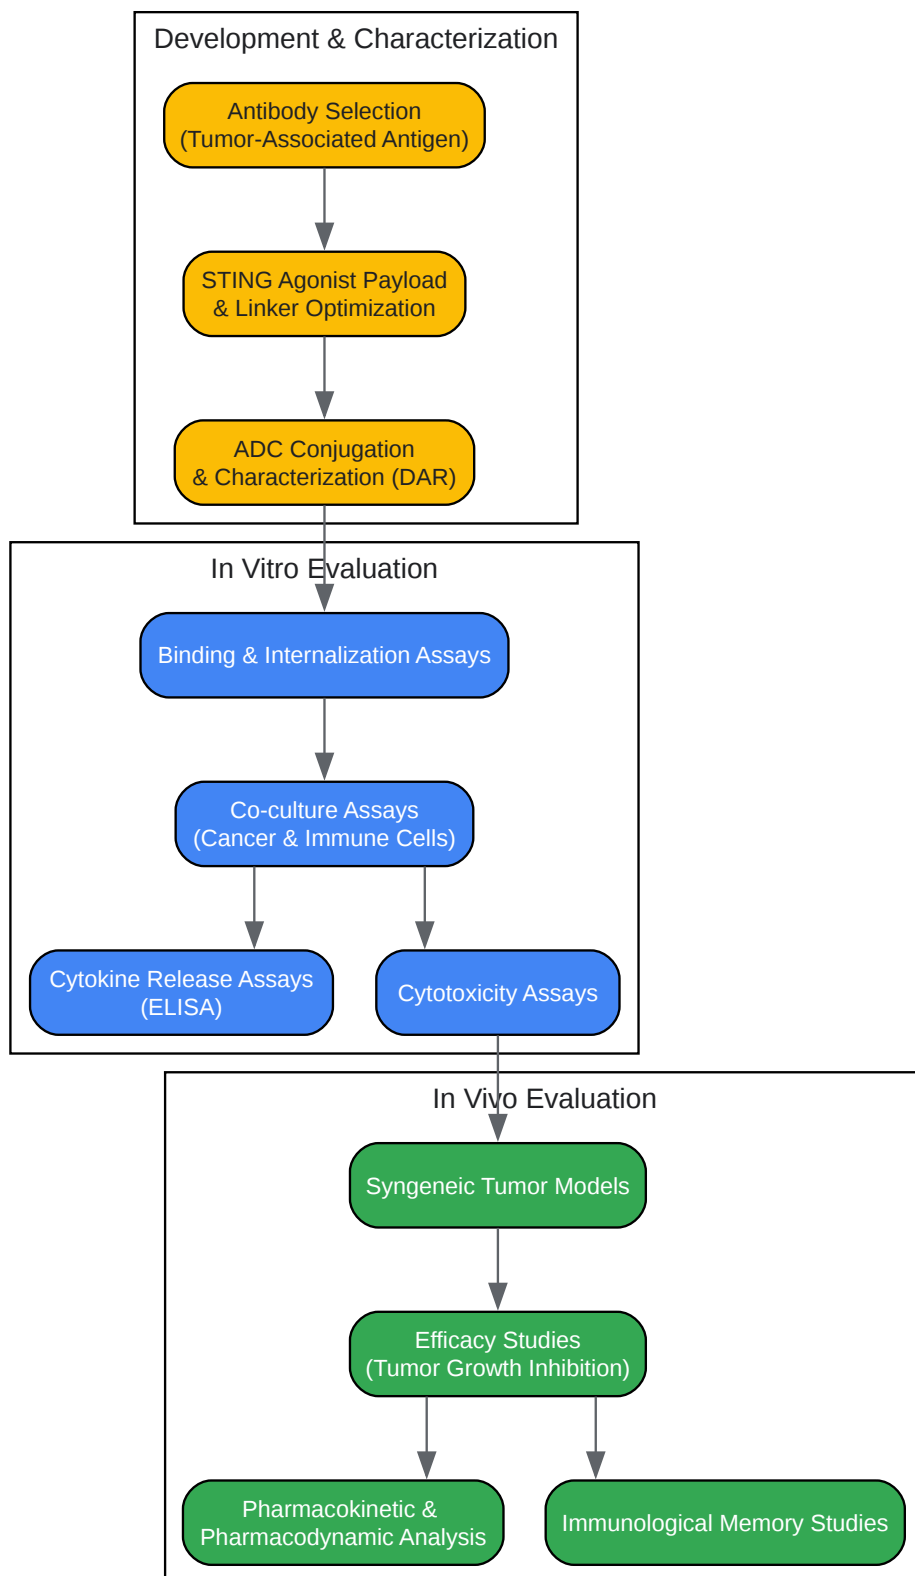 Development & Characterization
Antibody Selection
(Tumor-Associated Antigen)
STING Agonist Payload
& Linker Optimization
ADC Conjugation
& Characterization (DAR)
In Vitro Evaluation
Binding & Internalization Assays
Co-culture Assays
(Cancer & Immune Cells)
Cytokine Release Assays
(ELISA)
Cytotoxicity Assays
In Vivo Evaluation
Syngeneic Tumor Models
Efficacy Studies
(Tumor Growth Inhibition)
Pharmacokinetic &
Pharmacodynamic Analysis
Immunological Memory Studies